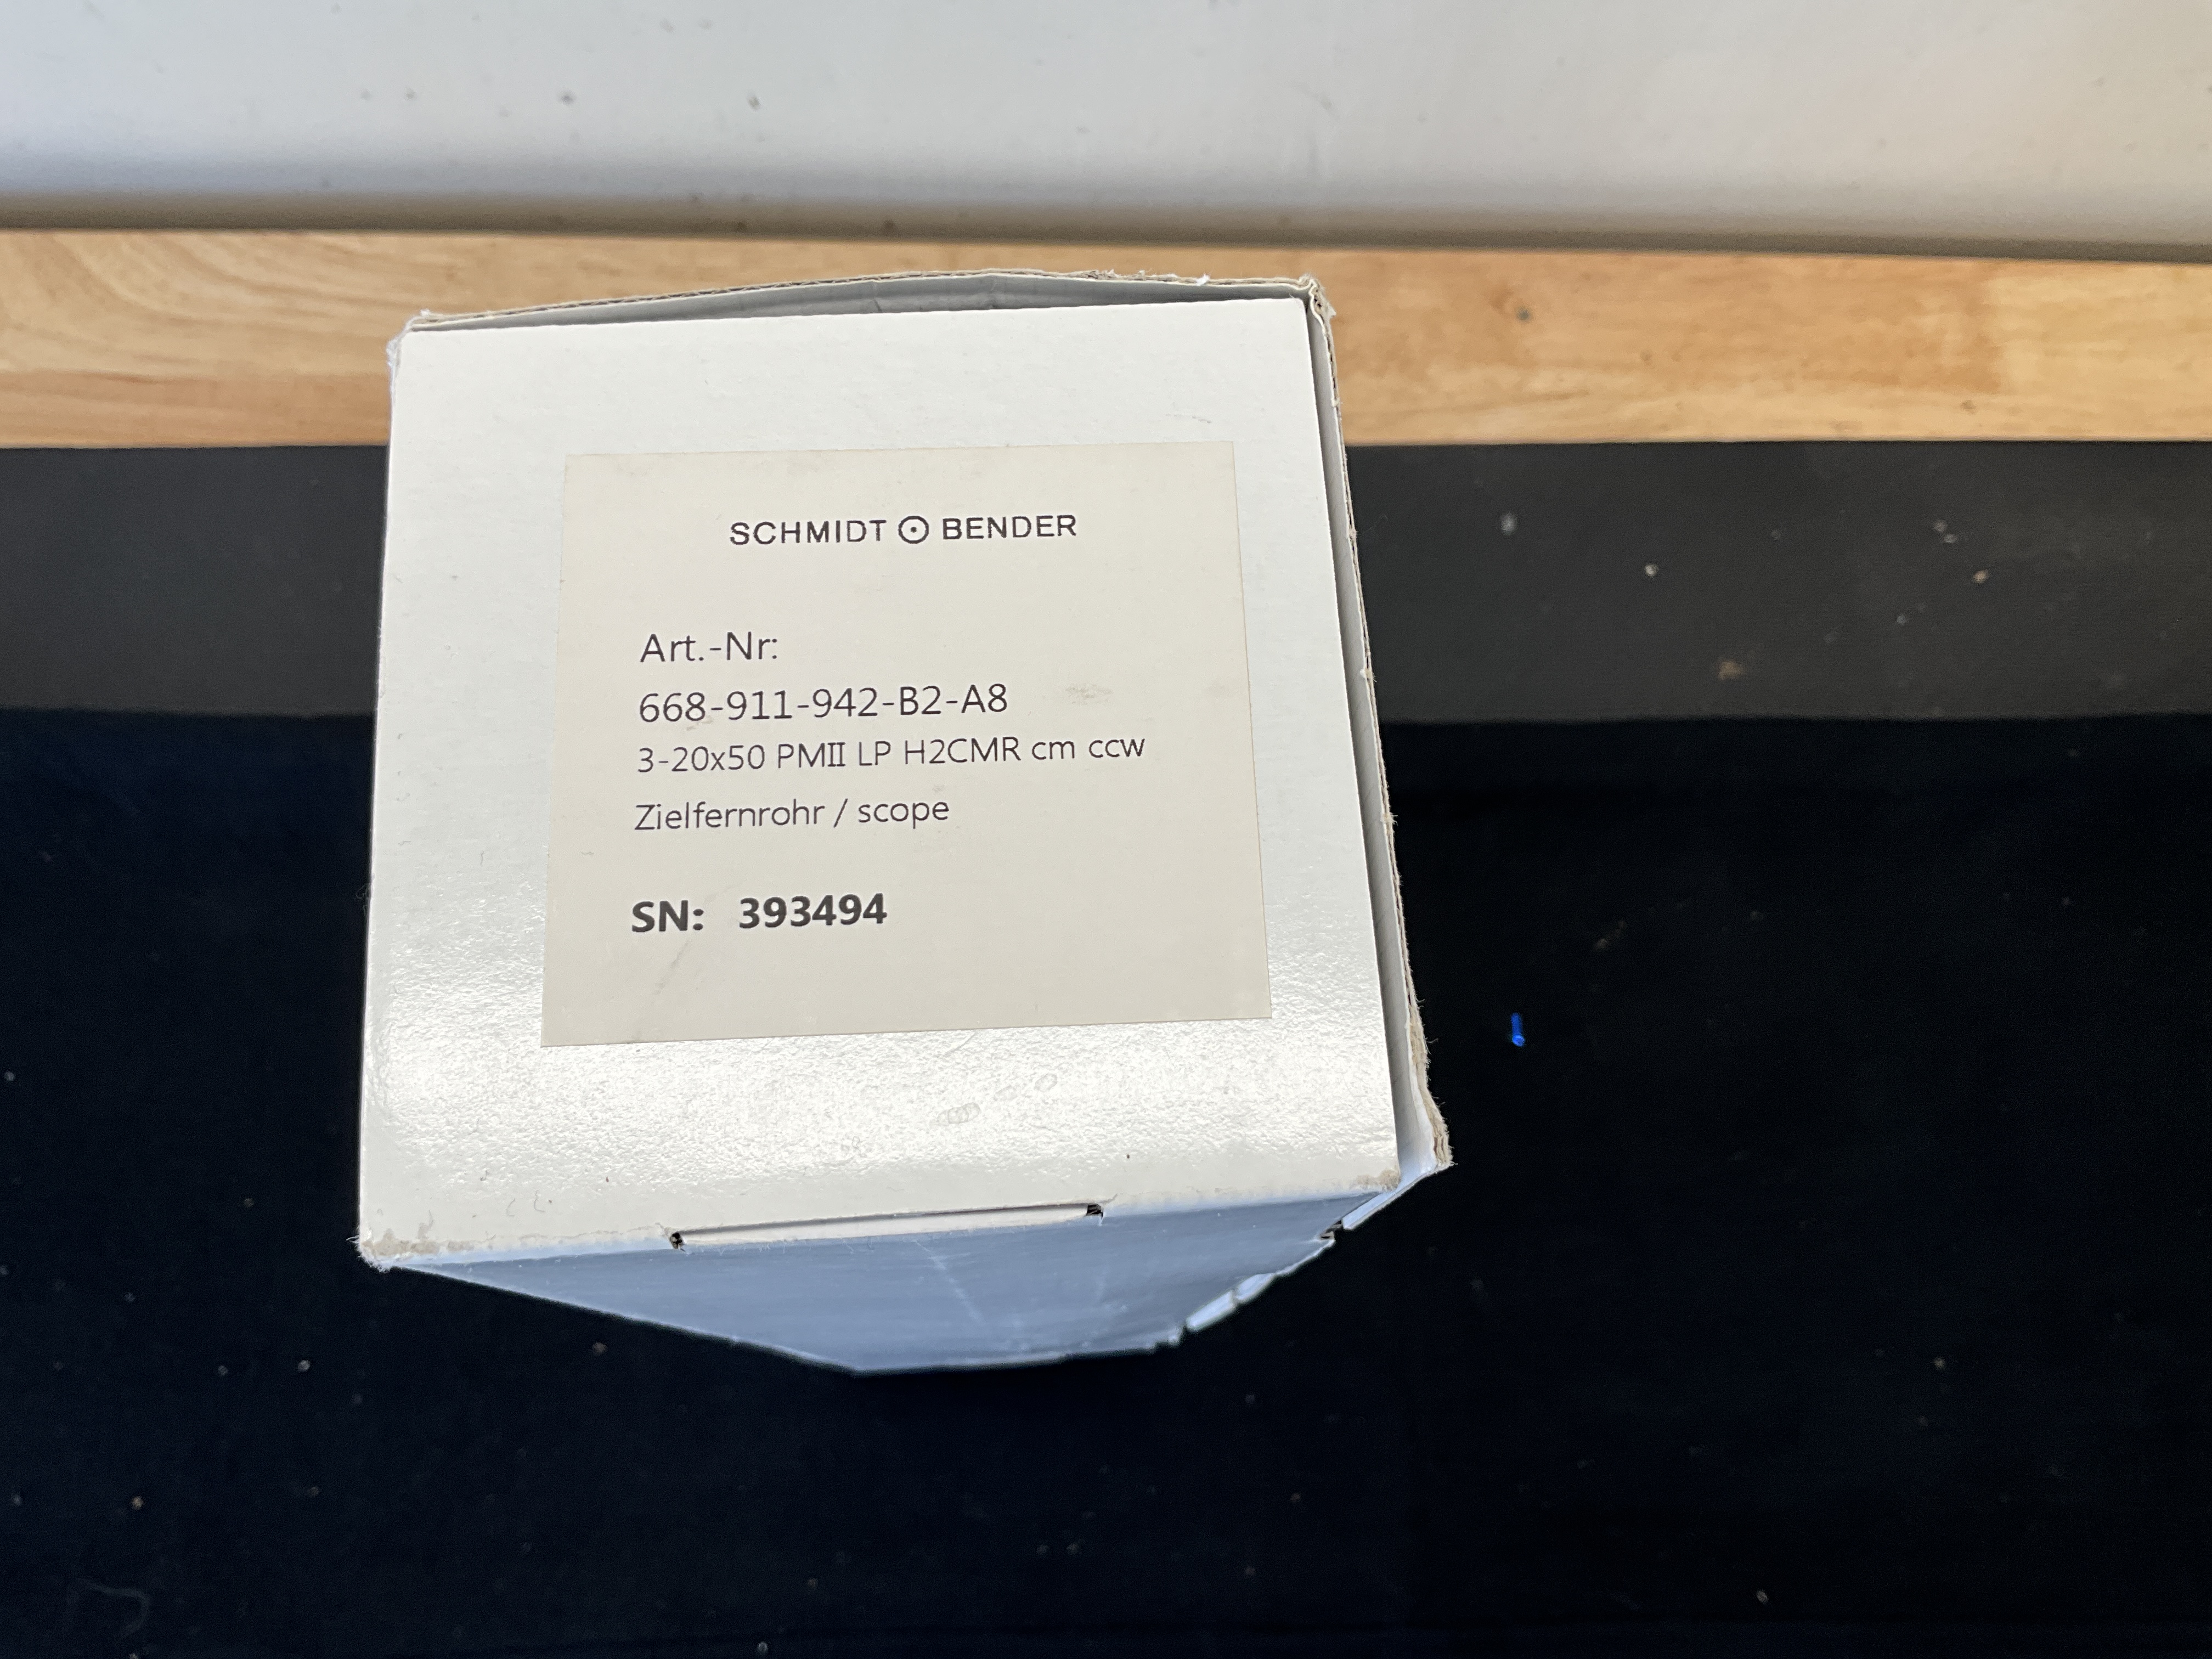 SCHMIDT BENDER
Art.-Nr:
668-911-942-B2-A8
3-20x50 PMII LP H2CMR cm ccw
Zielfernrohr / scope
SN: 393494